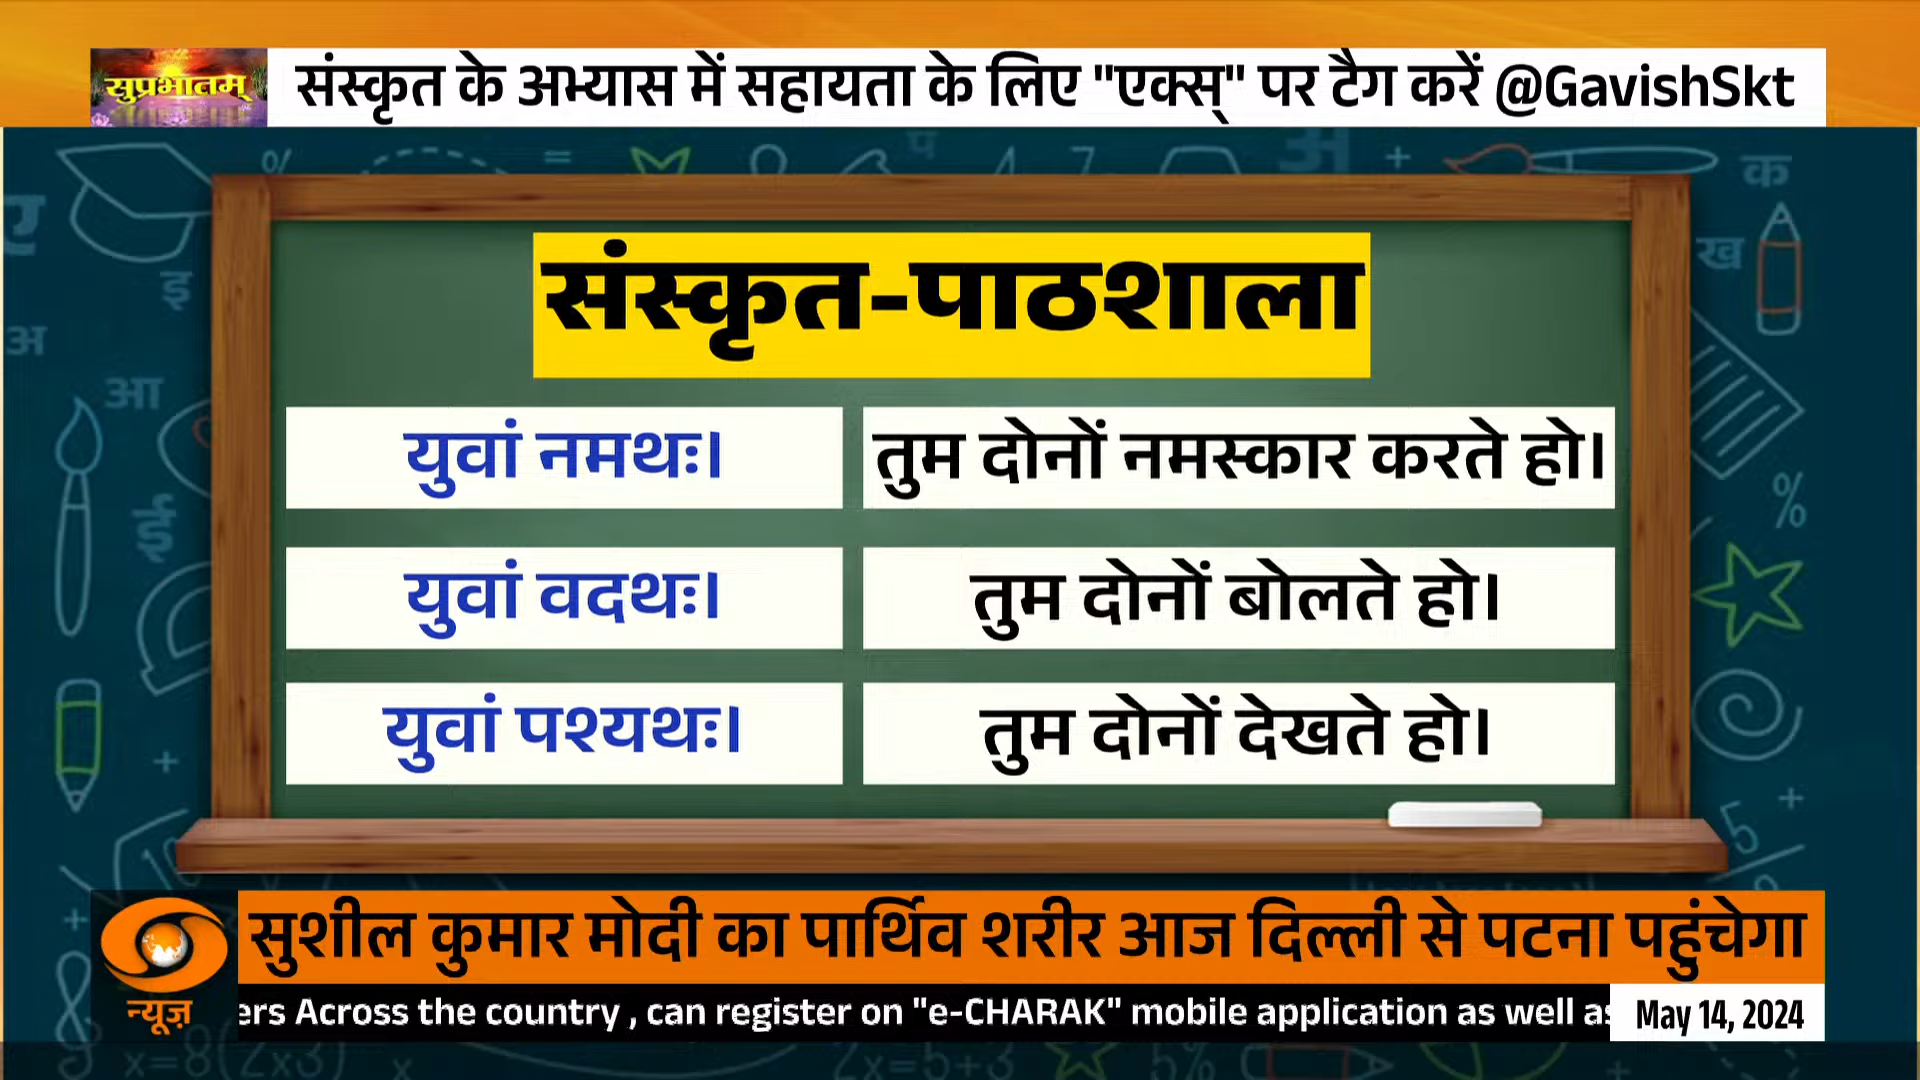 सुप्रभातम्
संस्कृत के अभ्यास में सहायता के लिए "एक्स्" पर टैग करें @GavishSkt
संस्कृत-पाठशाला
युवां नमथः। तुम दोनों नमस्कार करते हो।
युवां वदथः। तुम दोनों बोलते हो।
युवां पश्यथः। तुम दोनों देखते हो।
सुशील कुमार मोदी का पार्थिव शरीर आज दिल्ली से पटना पहुंचेगा
न्यूज़
ers Across the country , can register on "e-CHARAK" mobile application as well as
May 14, 2024